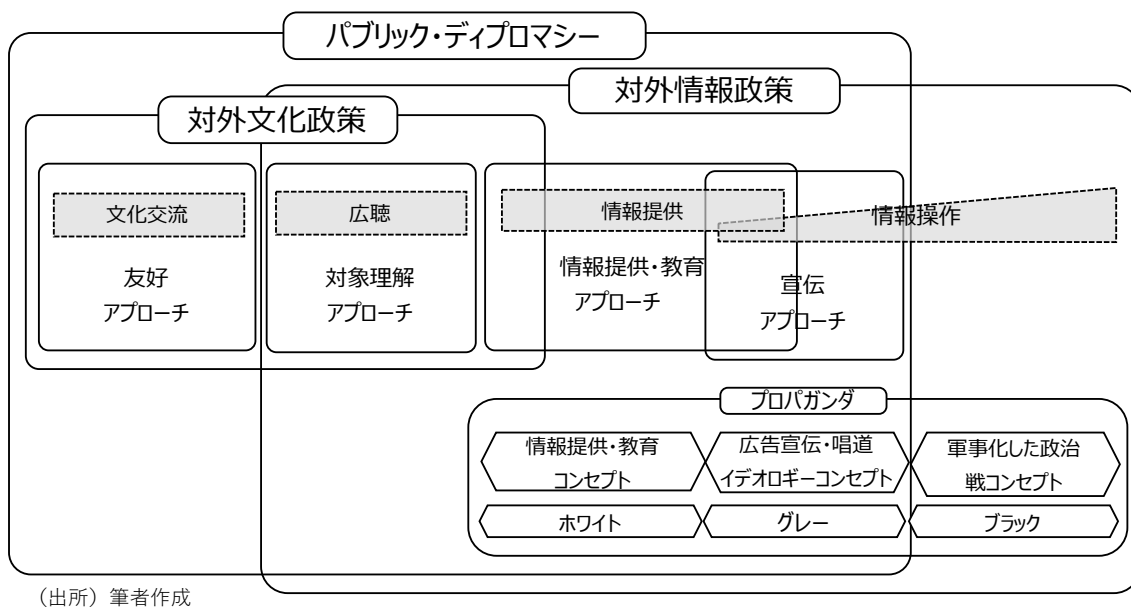 パブリック・ディプロマシー
対外情報政策
対外文化政策
文化交流
広聴
情報提供
情報操作
友好
アプローチ
対象理解
アプローチ
情報提供・教育
アプローチ
宣伝
アプローチ
プロパガンダ
情報提供・教育
コンセプト
広告宣伝・唱道
イデオロギーコンセプト
軍事化した政治
戦コンセプト
ホワイト
グレー
ブラック
（出所）筆者作成